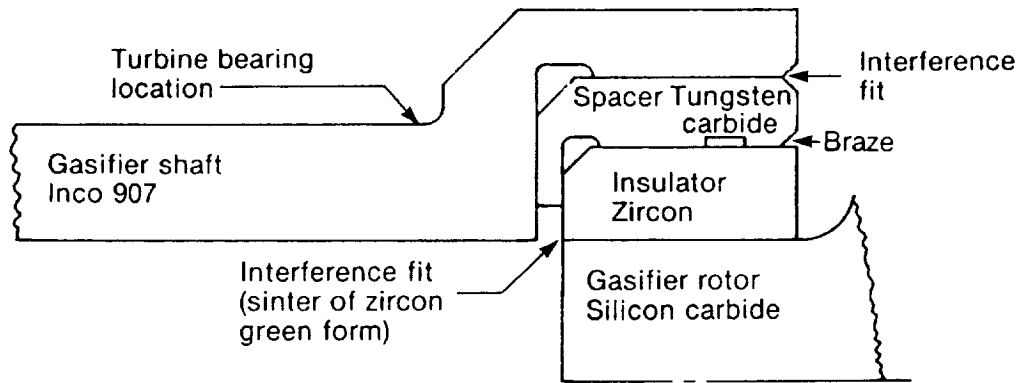 Turbine bearing
location
Interference
fit
Spacer Tungsten
carbide
Braze
Gasifier shaft
Inco 907
Insulator
Zircon
Interference fit
(sinter of zircon
green form)
Gasifier rotor
Silicon carbide